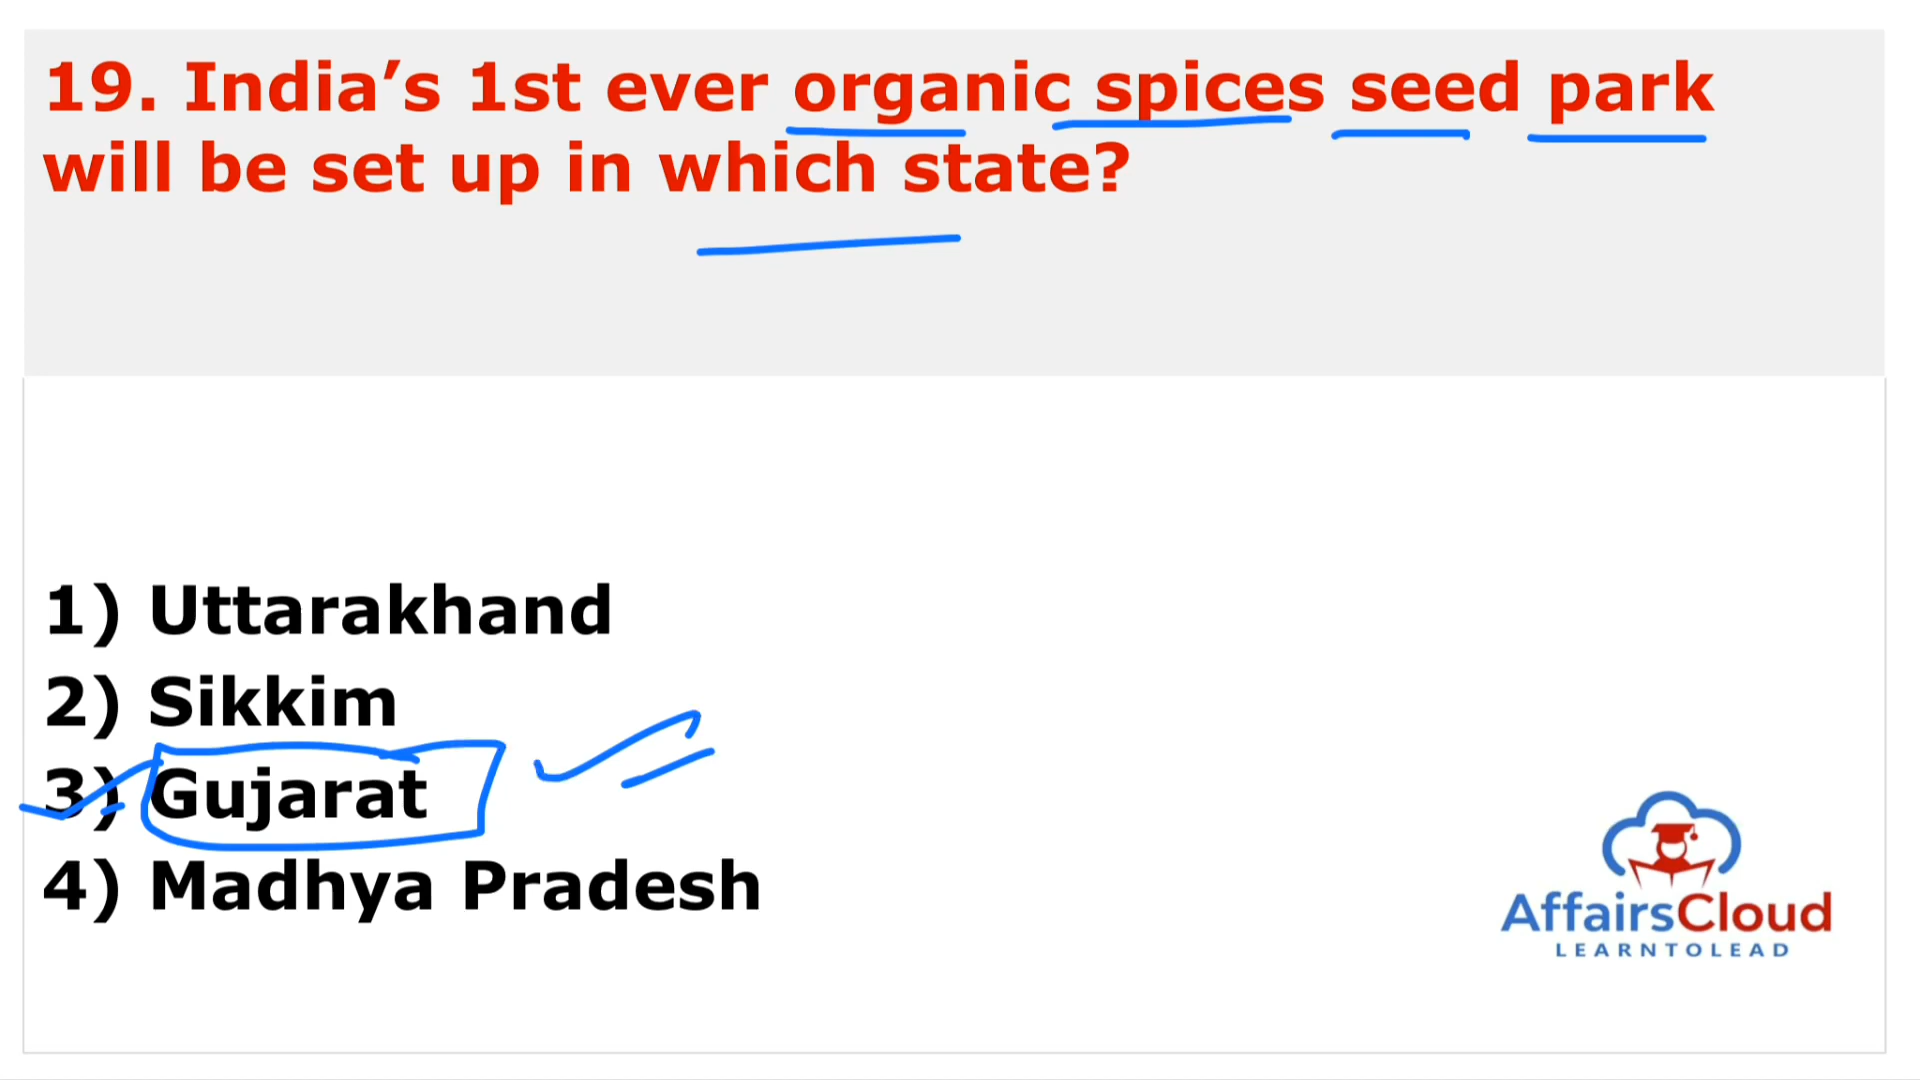 19. India’s 1st ever organic spices seed park
will be set up in which state?
1) Uttarakhand
2) Sikkim
3) Gujarat
4) Madhya Pradesh
AffairsCloud
LEARNTOLEAD